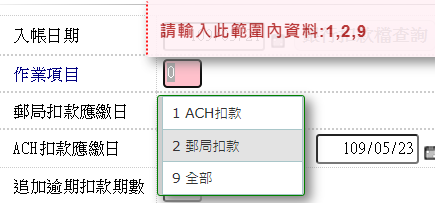 請輸入此範圍內資料:1,2,9
入帳日期
作業項目 0
郵局扣款應繳日
1 ACH扣款
2 郵局扣款
9 全部
ACH扣款應繳日 109/05/23
追加逾期扣款期數